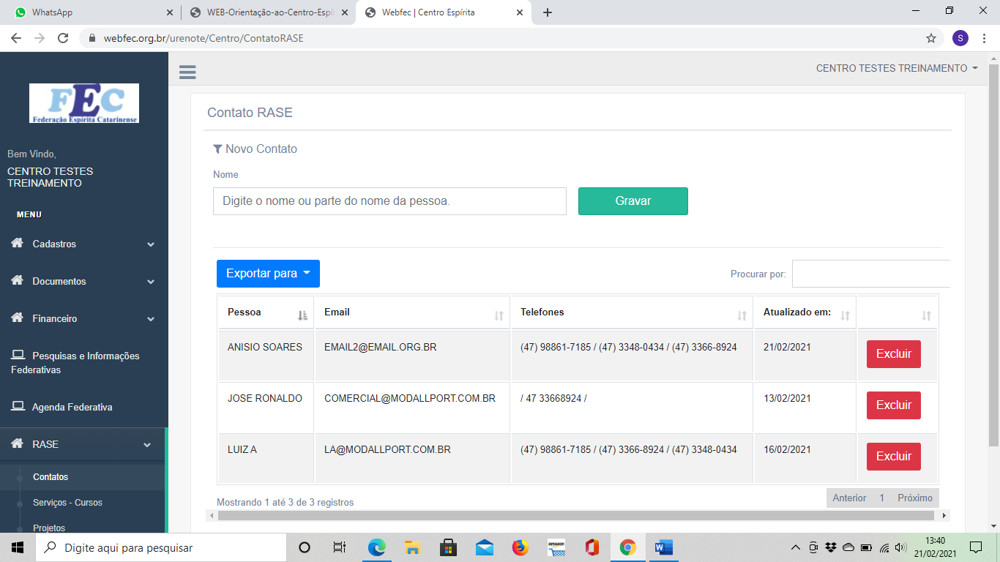 WhatsApp
WEB-Orientação-ao-Centro-Espír
Webfec | Centro Espírita
webfec.org.br/urenote/Centro/ContatoRASE
S
FEC
Federação Espírita Catarinense
Bem Vindo,
CENTRO TESTES
TREINAMENTO
MENU
Cadastros
Documentos
Financeiro
Pesquisas e Informações
Federativas
Agenda Federativa
RASE
Contatos
Serviços - Cursos
Projetos
CENTRO TESTES TREINAMENTO
Contato RASE
Novo Contato
Nome
Digite o nome ou parte do nome da pessoa. Gravar
Exportar para Procurar por:
Pessoa Email Telefones Atualizado em:
ANISIO SOARES EMAIL2@EMAIL.ORG.BR (47) 98861-7185 / (47) 3348-0434 / (47) 3366-8924 21/02/2021 Excluir
JOSE RONALDO COMERCIAL@MODALLPORT.COM.BR / 47 33668924 / 13/02/2021 Excluir
LUIZ A LA@MODALLPORT.COM.BR (47) 98861-7185 / (47) 3366-8924 / (47) 3348-0434 16/02/2021 Excluir
Mostrando 1 até 3 de 3 registros Anterior 1 Próximo
Digite aqui para pesquisar
amazon
13:40
21/02/2021